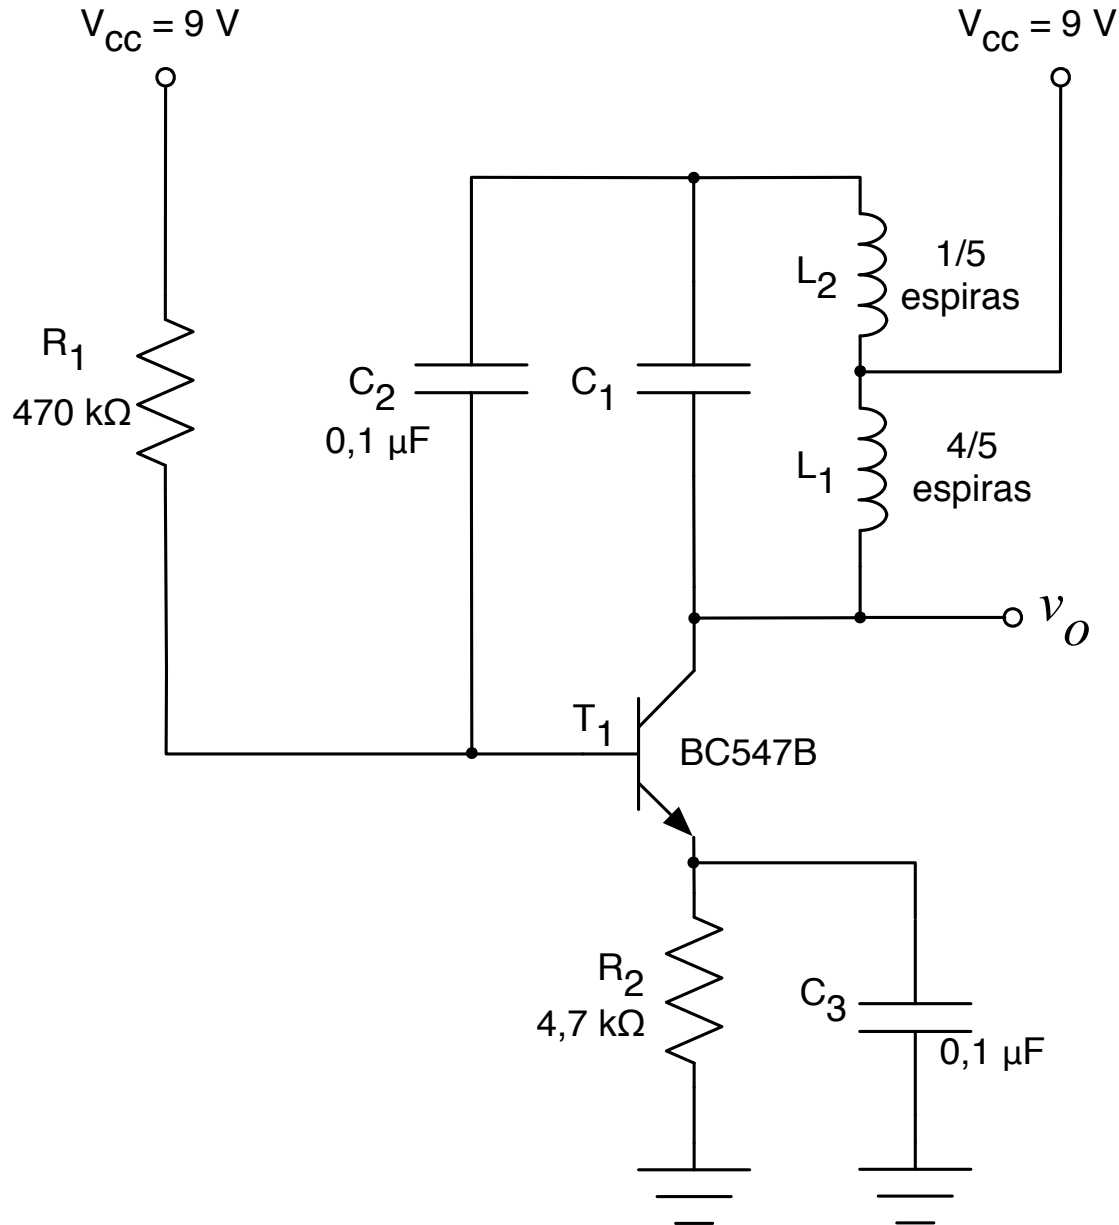 V_CC = 9 V
V_CC = 9 V
L_2
1/5
espiras
R_1
470 kΩ
C_2
0,1 µF
C_1
L_1
4/5
espiras
v_o
T_1
BC547B
R_2
4,7 kΩ
C_3
0,1 µF